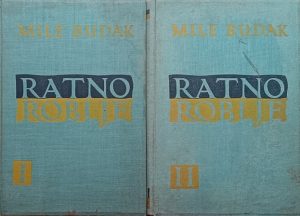 MILE BUDAK
RATNO
ROBLJE
I
MILE BUDAK
RATNO
ROBLJE
II